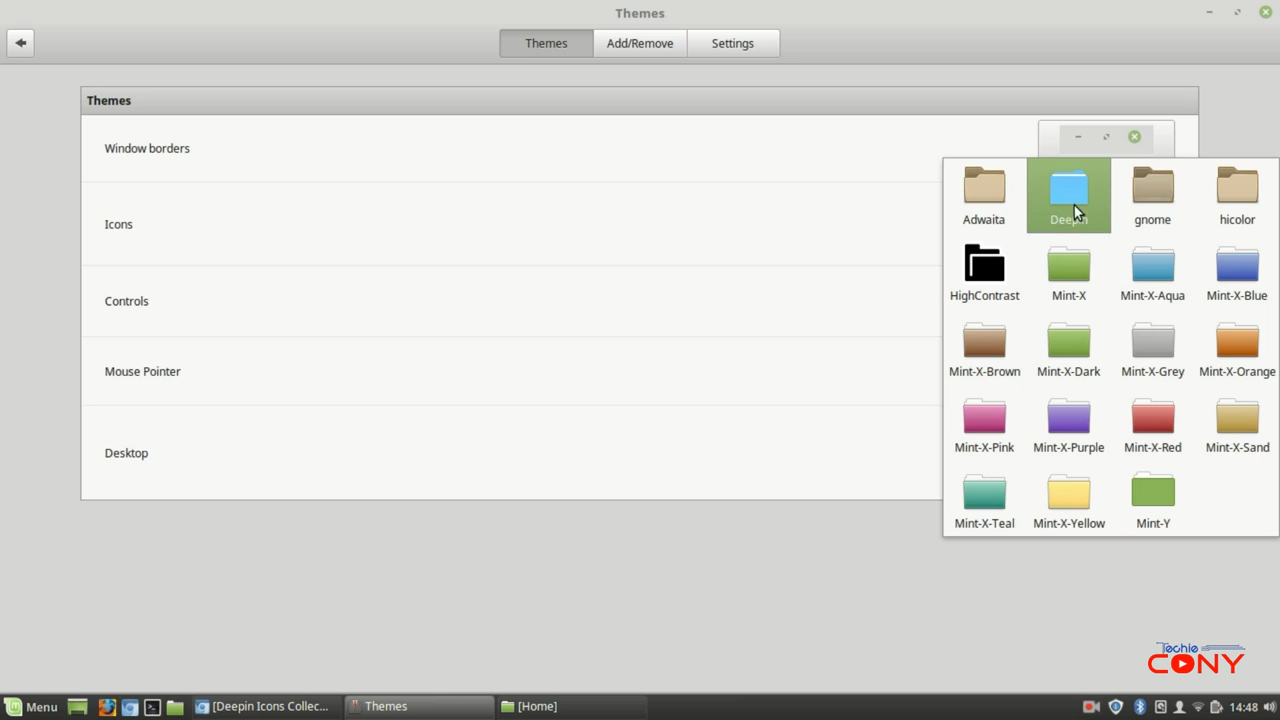 Themes
Themes Add/Remove Settings
Themes
Window borders
Icons
Controls
Mouse Pointer
Desktop
Adwaita Deepin gnome hicolor
HighContrast Mint-X Mint-X-Aqua Mint-X-Blue
Mint-X-Brown Mint-X-Dark Mint-X-Grey Mint-X-Orange
Mint-X-Pink Mint-X-Purple Mint-X-Red Mint-X-Sand
Mint-X-Teal Mint-X-Yellow Mint-Y
Techie
CONY
Menu [Deepin Icons Collec... Themes [Home] 14:48